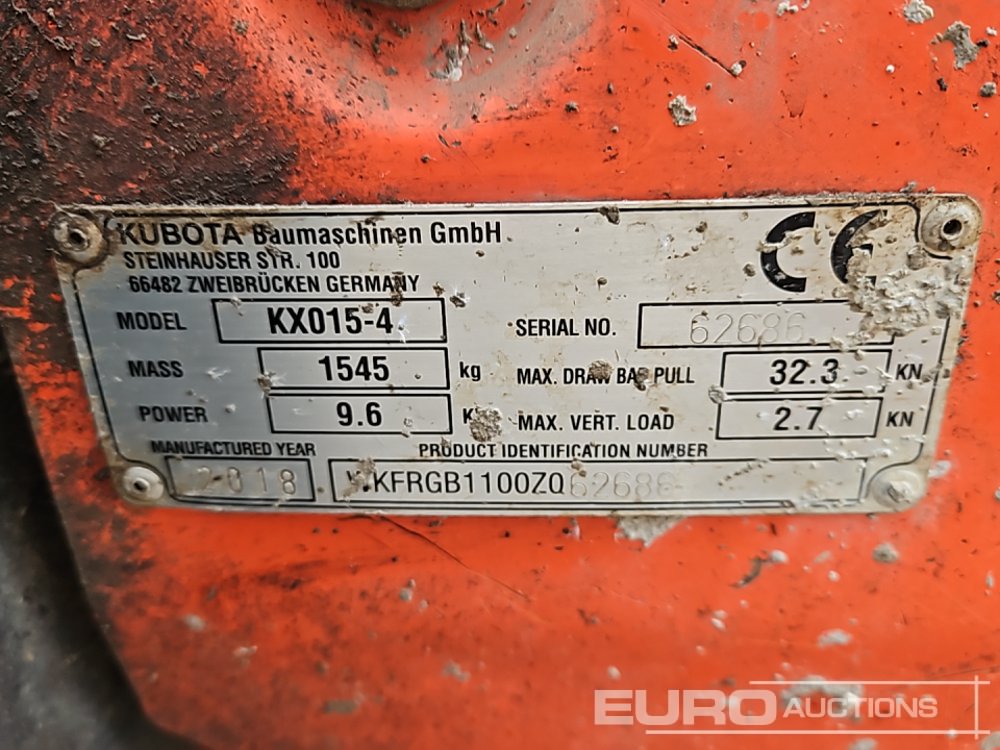 KUBOTA Baumaschinen GmbH
STEINHAUSER STR. 100
66482 ZWEIBRÜCKEN GERMANY
CE
MODEL KX015-4 SERIAL NO. 62686
MASS 1545 kg MAX. DRAW BAR PULL 32.3 KN
POWER 9.6 MAX. VERT. LOAD 2.7 KN
MANUFACTURED YEAR PRODUCT IDENTIFICATION NUMBER
2018 WKFRGB1100Z062686
EURO AUCTIONS